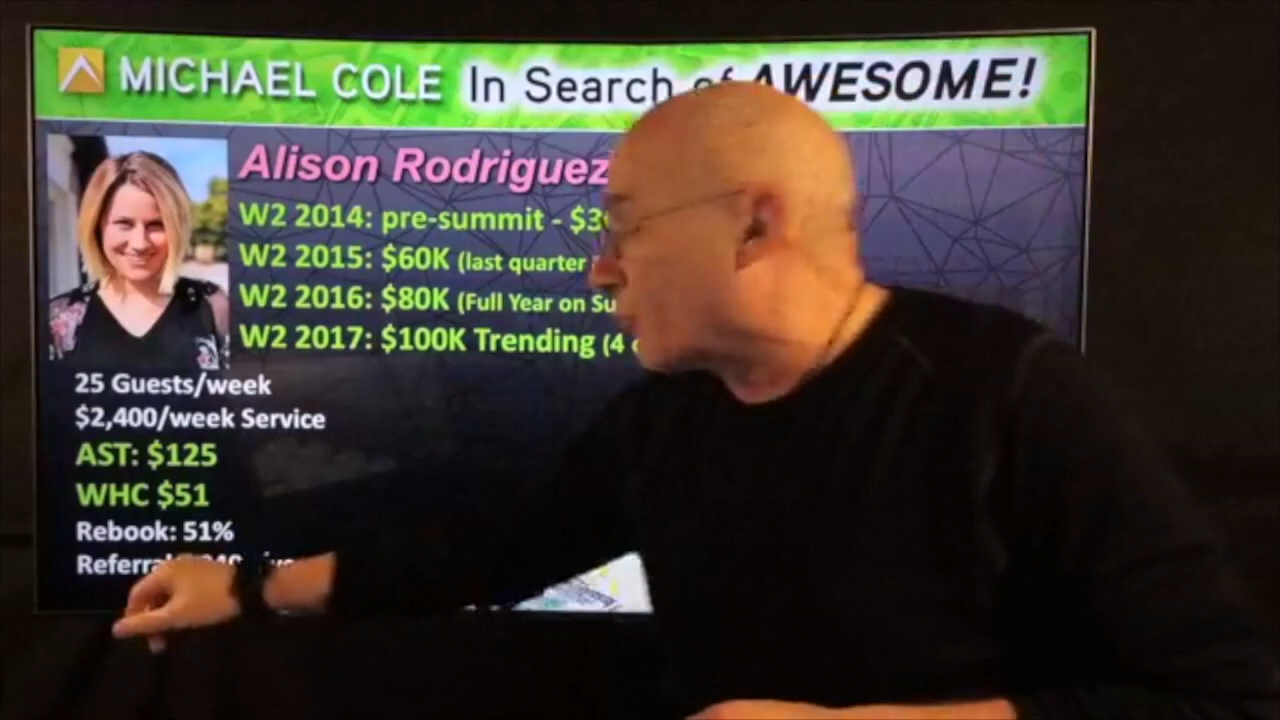 MICHAEL COLE In Search of AWESOME!
Alison Rodriguez
W2 2014: pre-summit -
W2 2015: $60K (last quarter
W2 2016: $80K (Full Year on
W2 2017: $100K Trending (4
25 Guests/week
$2,400/week Service
AST: $125
WHC $51
Rebook: 51%